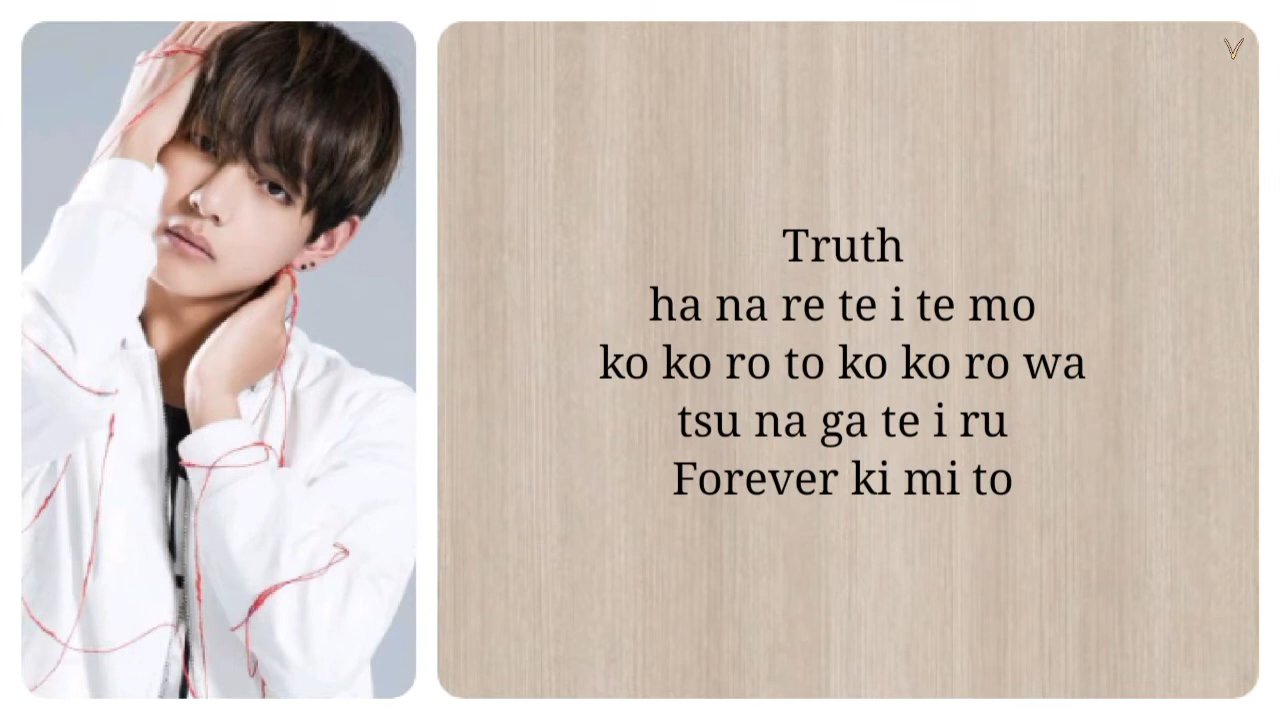 V
Truth
ha na re te i te mo
ko ko ro to ko ko ro wa
tsu na ga te i ru
Forever ki mi to